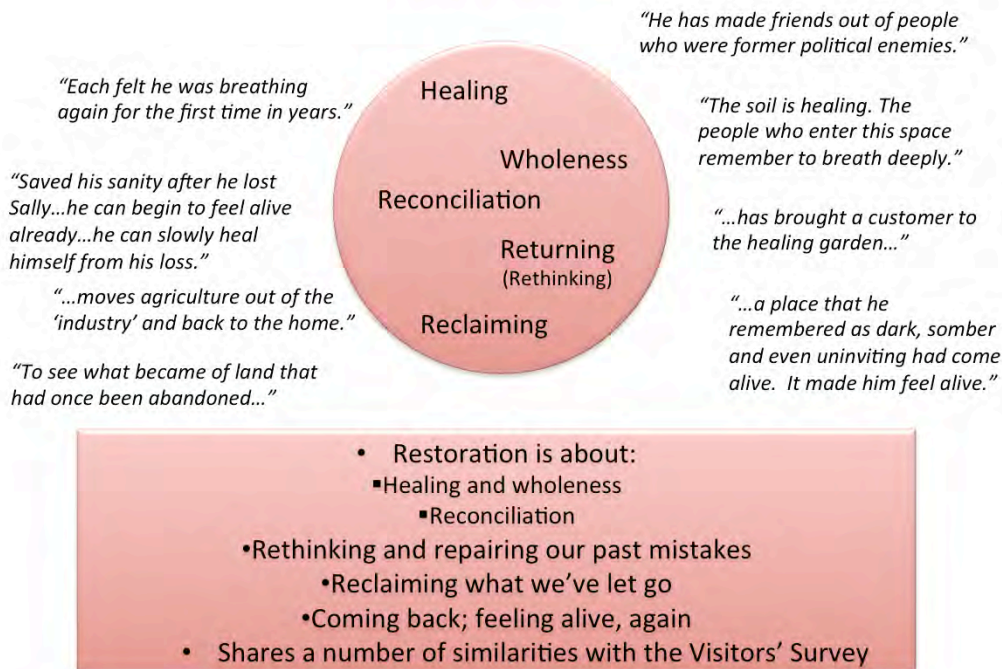 “He has made friends out of people
who were former political enemies.”
“Each felt he was breathing
again for the first time in years.”
Healing
“The soil is healing. The
people who enter this space
remember to breath deeply.”
Wholeness
“Saved his sanity after he lost
Sally…he can begin to feel alive
already…he can slowly heal
himself from his loss.”
Reconciliation
“…has brought a customer to
the healing garden…”
Returning
(Rethinking)
“…moves agriculture out of the
‘industry’ and back to the home.”
“…a place that he
remembered as dark, somber
and even uninviting had come
alive.  It made him feel alive.”
Reclaiming
“To see what became of land that
had once been abandoned…”
• Restoration is about:
▪Healing and wholeness
▪Reconciliation
•Rethinking and repairing our past mistakes
•Reclaiming what we’ve let go
•Coming back; feeling alive, again
• Shares a number of similarities with the Visitors’ Survey